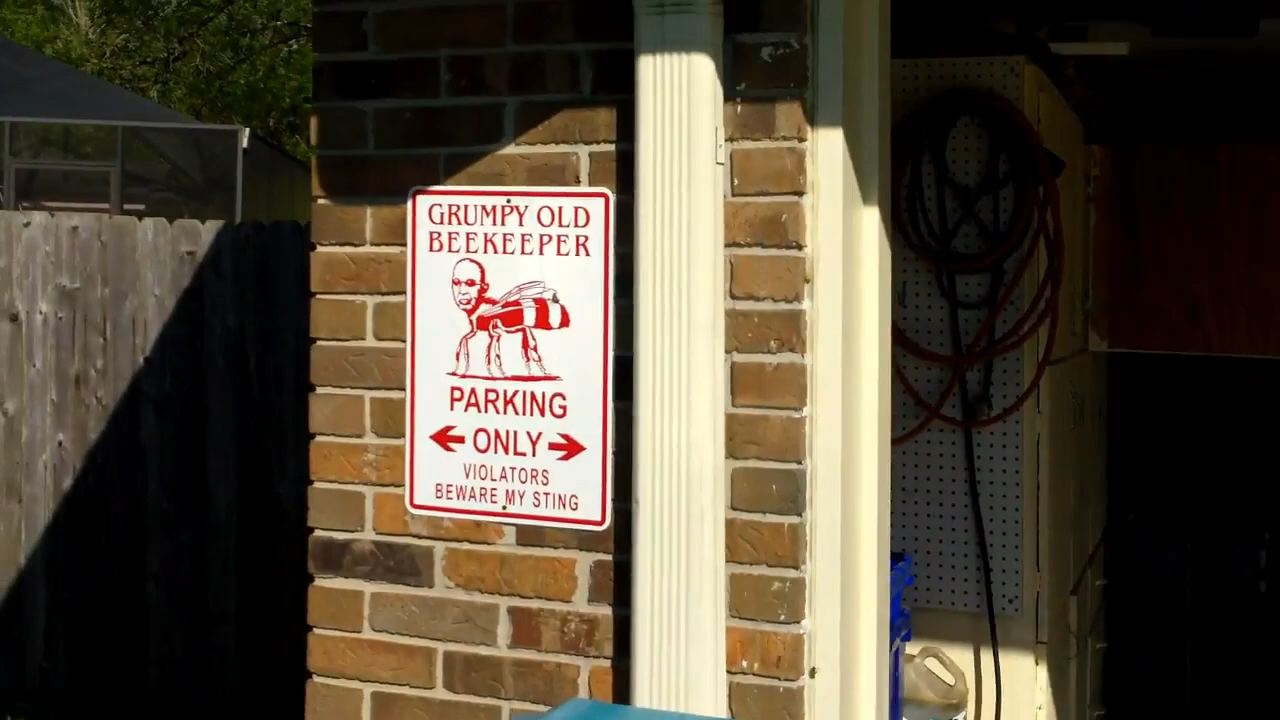 GRUMPY OLD
BEEKEEPER
PARKING
ONLY
VIOLATORS
BEWARE MY STING